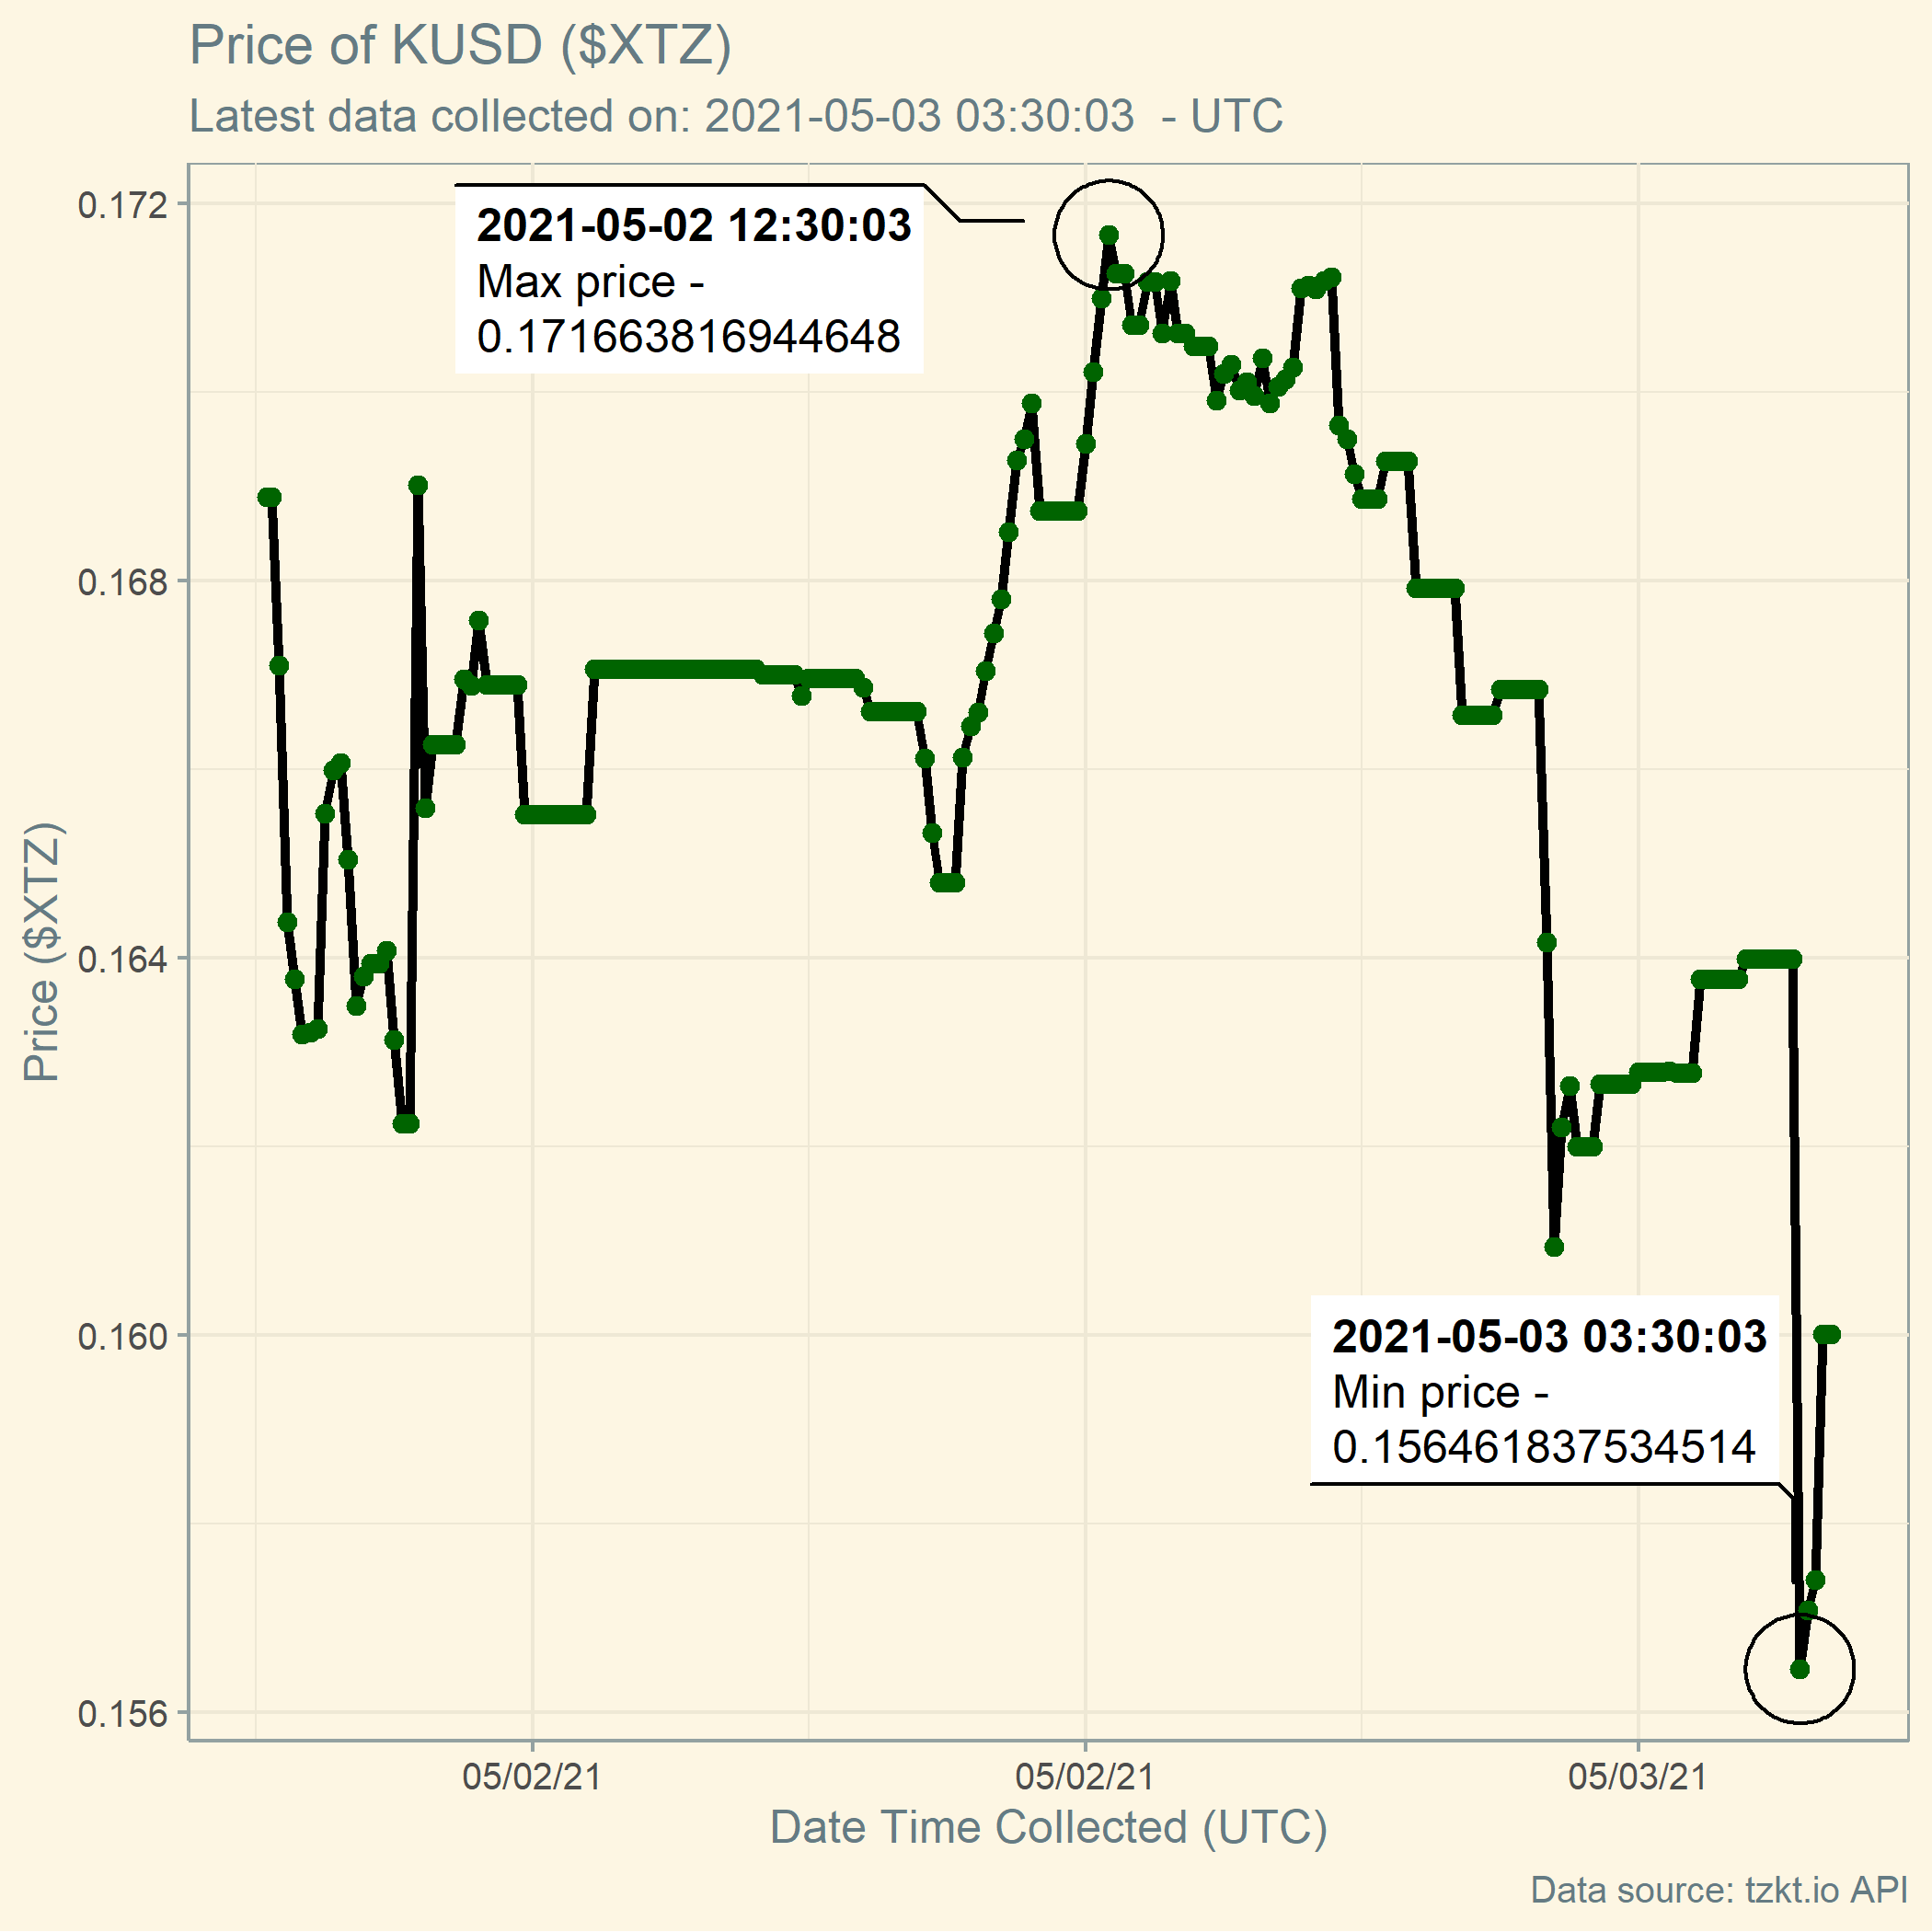 Price of KUSD ($XTZ)
Latest data collected on: 2021-05-03 03:30:03  - UTC
0.172
2021-05-02 12:30:03
Max price -
0.171663816944648
0.168
Price ($XTZ)
0.164
0.160
2021-05-03 03:30:03
Min price -
0.156461837534514
0.156
05/02/21
05/02/21
05/03/21
Date Time Collected (UTC)
Data source: tzkt.io API